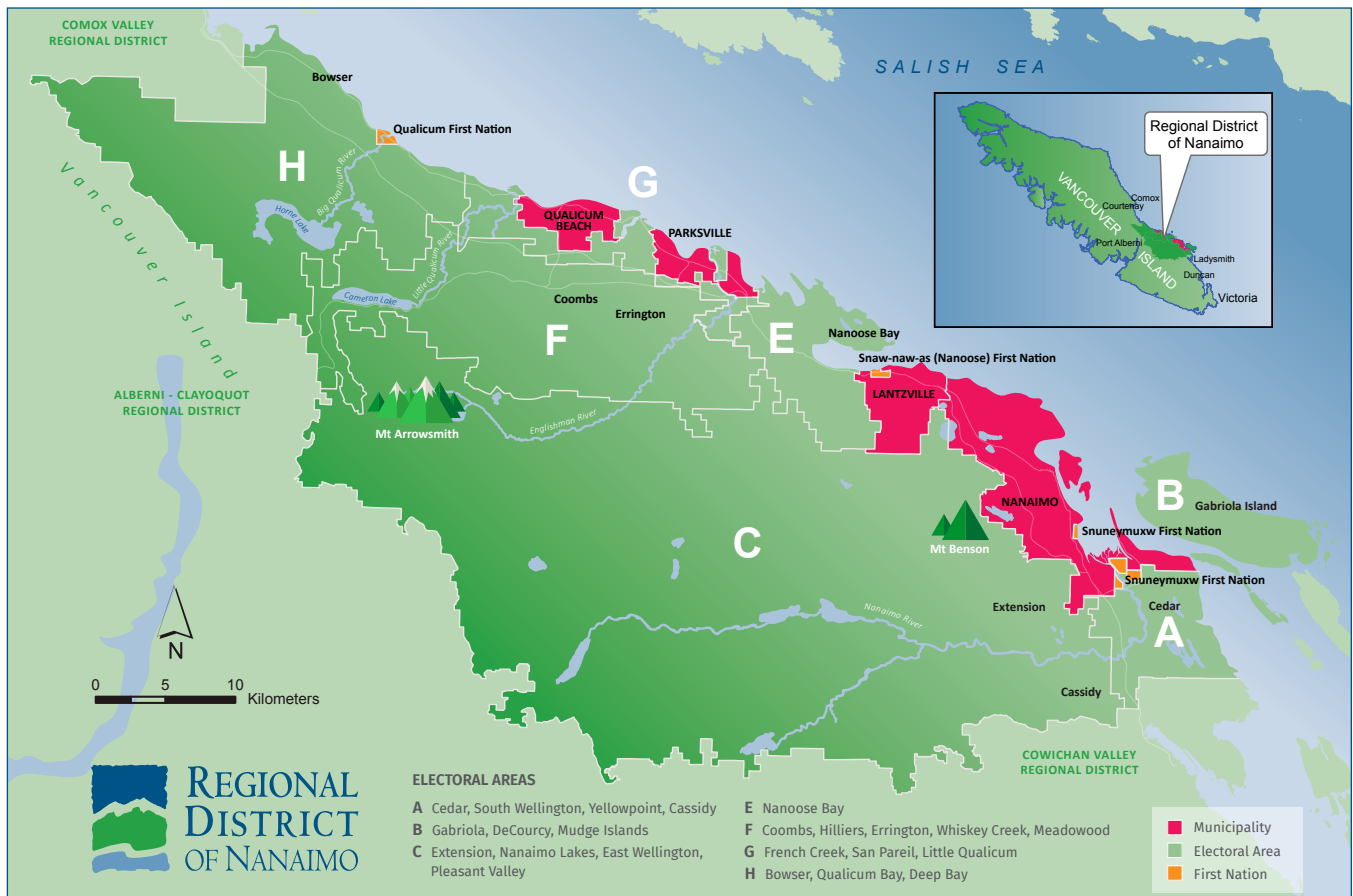 COMOX VALLEY
REGIONAL DISTRICT
Bowser
SALISH SEA
Qualicum First Nation
H
Big Qualicum River
Horne Lake
Vancouver Island
G
QUALICUM
BEACH
PARKSVILLE
Little Qualicum River
Cameron Lake
Coombs
Errington
F
E
Nanoose Bay
Snaw-naw-as (Nanoose) First Nation
LANTZVILLE
ALBERNI - CLAYOQUOT
REGIONAL DISTRICT
Mt Arrowsmith
Englishman River
B
Gabriola Island
NANAIMO
Snuneymuxw First Nation
C
Mt Benson
Snuneymuxw First Nation
Extension
Nanaimo River
Cedar
A
Cassidy
COWICHAN VALLEY
REGIONAL DISTRICT
Regional District
of Nanaimo
VANCOUVER
ISLAND
Comox
Courtenay
Port Alberni
Ladysmith
Duncan
Victoria
N
0 5 10
Kilometers
REGIONAL
DISTRICT
OF NANAIMO
ELECTORAL AREAS
A Cedar, South Wellington, Yellowpoint, Cassidy
B Gabriola, DeCourcy, Mudge Islands
C Extension, Nanaimo Lakes, East Wellington,
Pleasant Valley
E Nanoose Bay
F Coombs, Hilliers, Errington, Whiskey Creek, Meadowood
G French Creek, San Pareil, Little Qualicum
H Bowser, Qualicum Bay, Deep Bay
Municipality
Electoral Area
First Nation